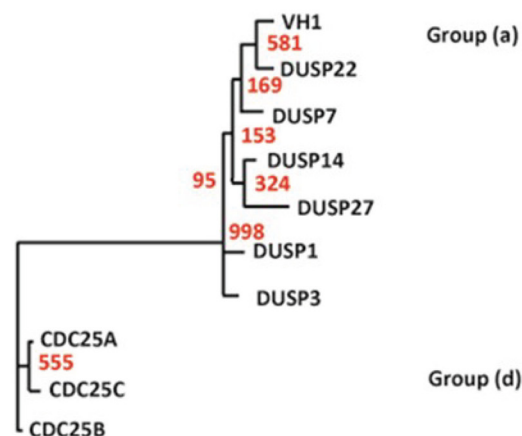 VH1
Group (a)
581
DUSP22
169
DUSP7
153
DUSP14
95
324
DUSP27
998
DUSP1
DUSP3
CDC25A
555
CDC25C
Group (d)
CDC25B